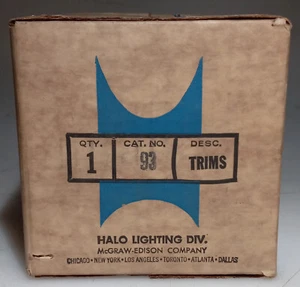 QTY. CAT. NO. DESC.
1 93 TRIMS
HALO LIGHTING DIV.
McGRAW-EDISON COMPANY
CHICAGO • NEW YORK • LOS ANGELES • TORONTO • ATLANTA • DALLAS